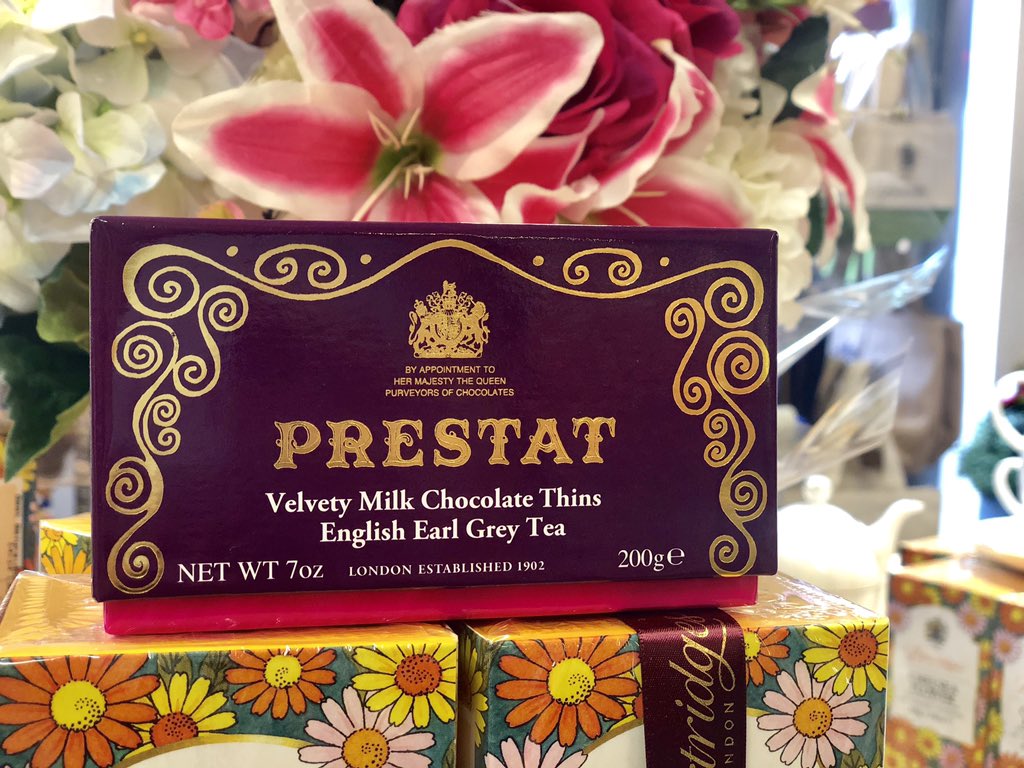 BY APPOINTMENT TO
HER MAJESTY THE QUEEN
PURVEYORS OF CHOCOLATES
PRESTAT
Velvety Milk Chocolate Thins
English Earl Grey Tea
NET WT 7oz LONDON ESTABLISHED 1902 200g℮